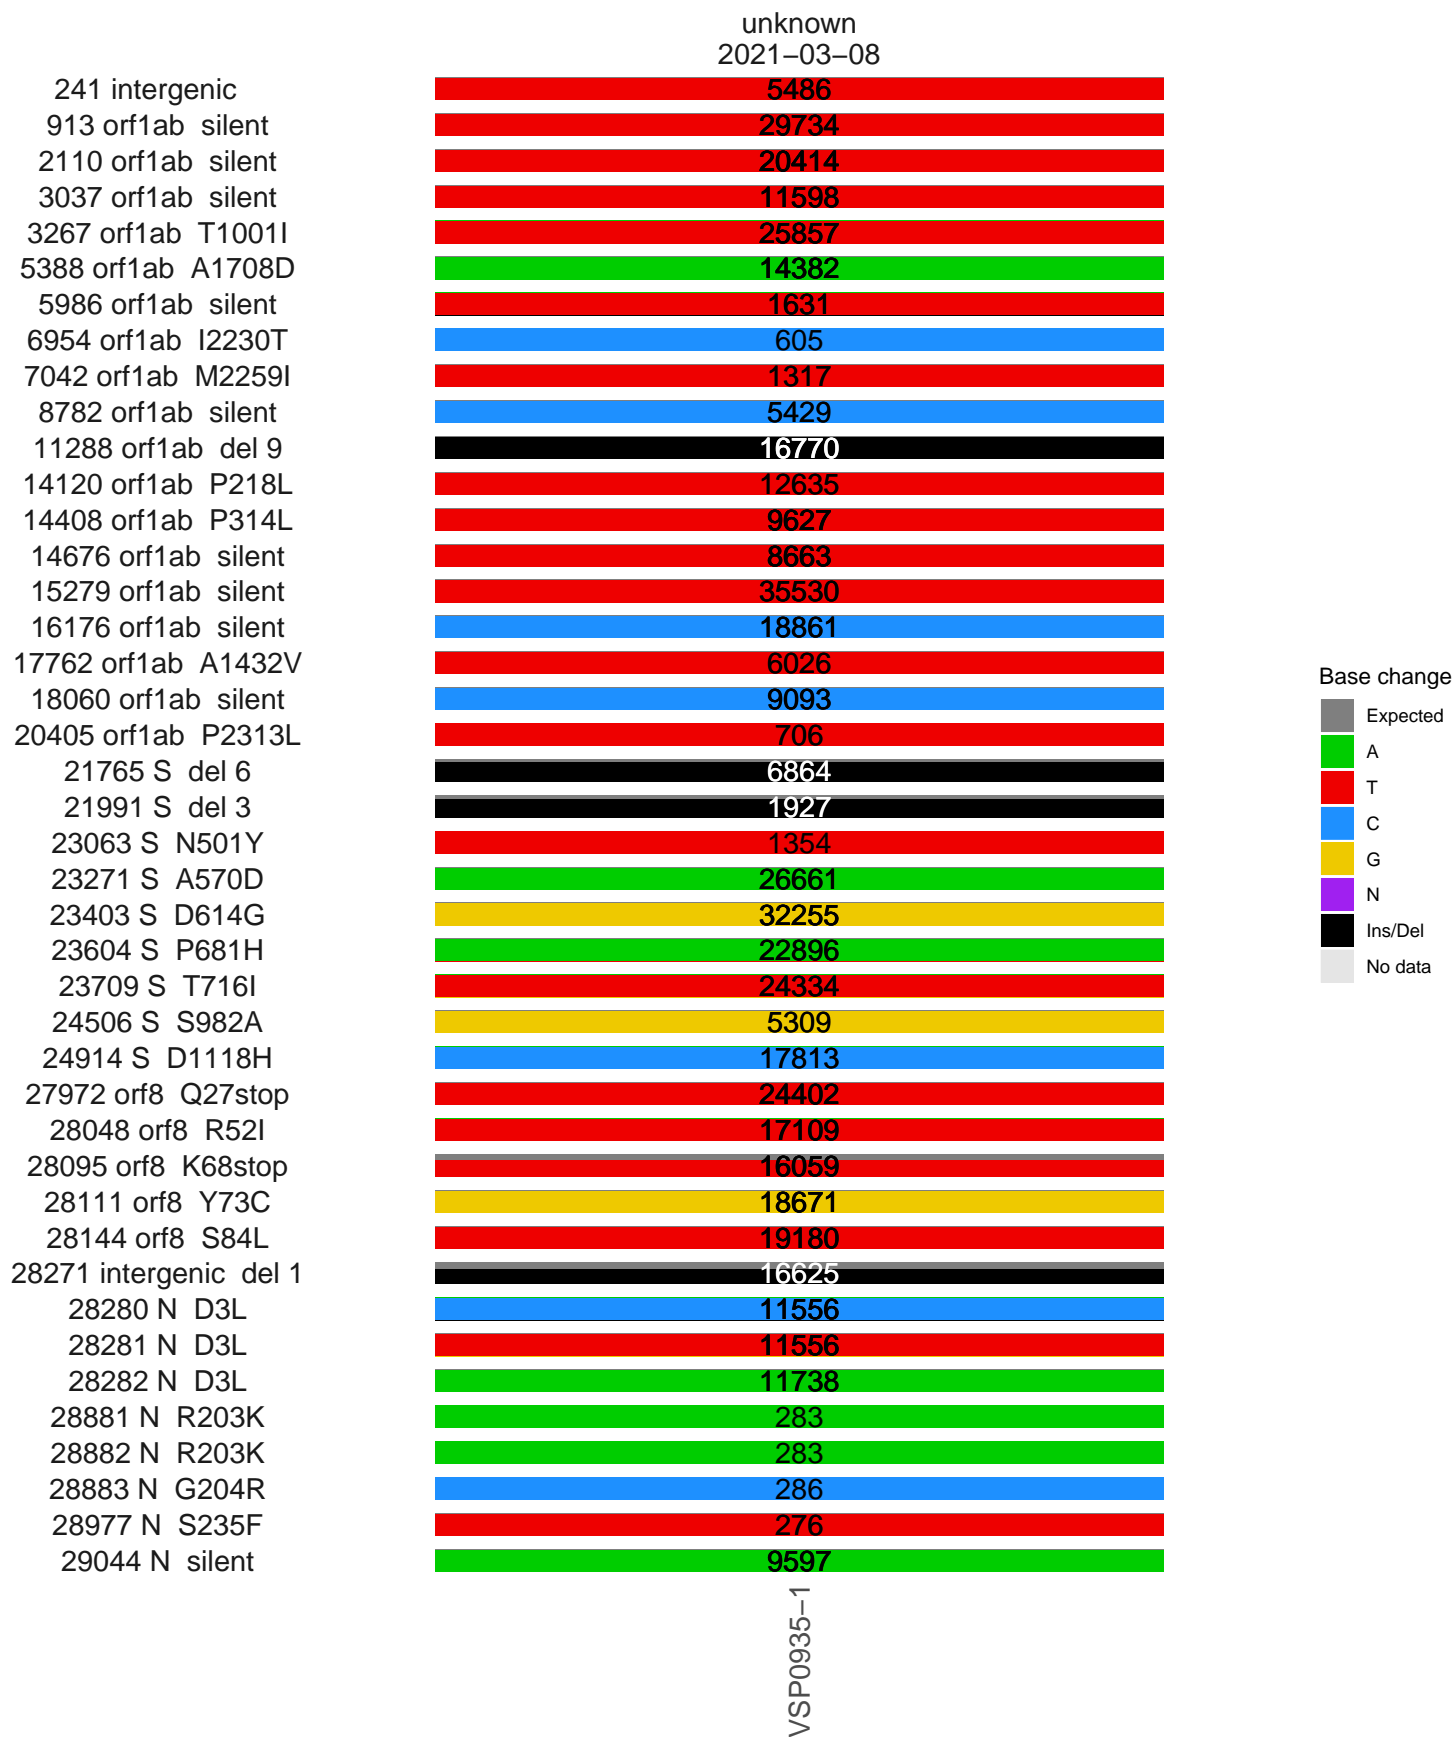 unknown
2021−03−08
241 intergenic 5486
913 orf1ab silent 29734
2110 orf1ab silent 20414
3037 orf1ab silent 11598
3267 orf1ab T1001I 25857
5388 orf1ab A1708D 14382
5986 orf1ab silent 1631
6954 orf1ab I2230T 605
7042 orf1ab M2259I 1317
8782 orf1ab silent 5429
11288 orf1ab del 9 16770
14120 orf1ab P218L 12635
14408 orf1ab P314L 9627
14676 orf1ab silent 8663
15279 orf1ab silent 35530
16176 orf1ab silent 18861
17762 orf1ab A1432V 6026
18060 orf1ab silent 9093
20405 orf1ab P2313L 706
21765 S del 6 6864
21991 S del 3 1927
23063 S N501Y 1354
23271 S A570D 26661
23403 S D614G 32255
23604 S P681H 22896
23709 S T716I 24334
24506 S S982A 5309
24914 S D1118H 17813
27972 orf8 Q27stop 24402
28048 orf8 R52I 17109
28095 orf8 K68stop 16059
28111 orf8 Y73C 18671
28144 orf8 S84L 19180
28271 intergenic del 1 16625
28280 N D3L 11556
28281 N D3L 11556
28282 N D3L 11738
28881 N R203K 283
28882 N R203K 283
28883 N G204R 286
28977 N S235F 276
29044 N silent 9597
VSP0935−1
Base change
Expected
A
T
C
G
N
Ins/Del
No data